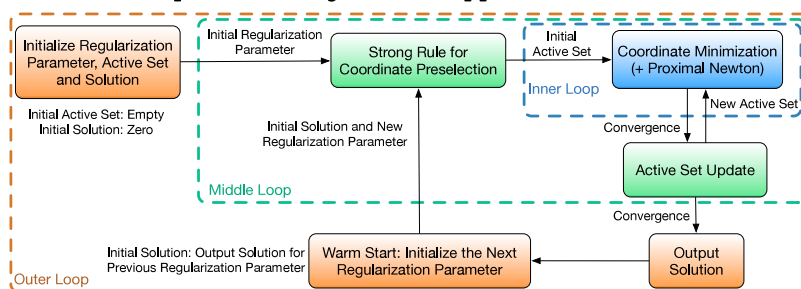 Initialize Regularization
Parameter, Active Set
and Solution
Initial Active Set: Empty
Initial Solution: Zero
Initial Regularization
Parameter
Strong Rule for
Coordinate Preselection
Initial
Active Set
Coordinate Minimization
(+ Proximal Newton)
Inner Loop
New Active Set
Convergence
Initial Solution and New
Regularization Parameter
Active Set Update
Middle Loop
Convergence
Initial Solution: Output Solution for
Previous Regularization Parameter
Warm Start: Initialize the Next
Regularization Parameter
Output
Solution
Outer Loop